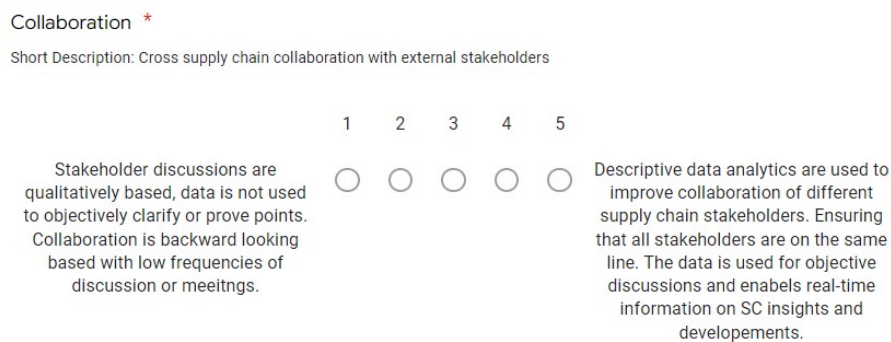 Collaboration *
Short Description: Cross supply chain collaboration with external stakeholders
1 2 3 4 5
Stakeholder discussions are
qualitatively based, data is not used
to objectively clarify or prove points.
Collaboration is backward looking
based with low frequencies of
discussion or meeitngs.
Descriptive data analytics are used to
improve collaboration of different
supply chain stakeholders. Ensuring
that all stakeholders are on the same
line. The data is used for objective
discussions and enabels real-time
information on SC insights and
developements.